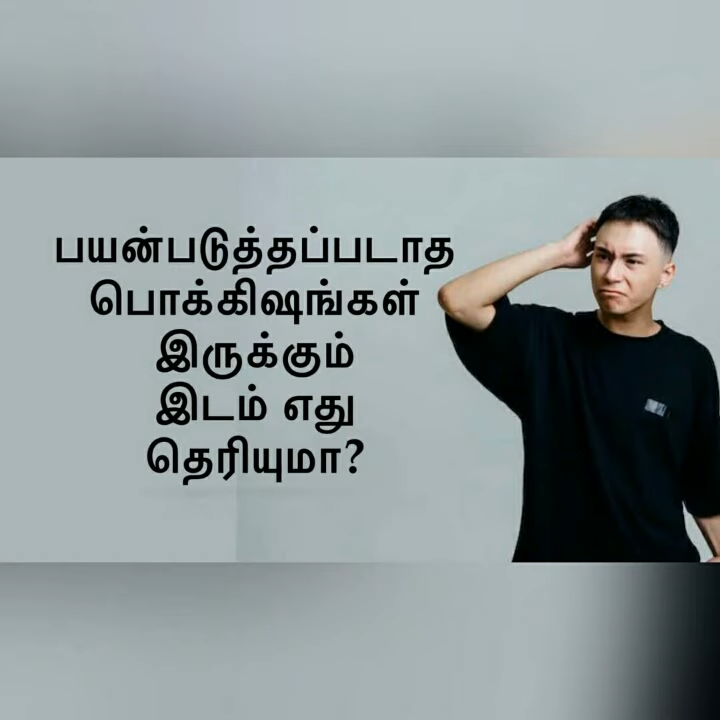 பயன்படுத்தப்படாத
பொக்கிஷங்கள்
இருக்கும்
இடம் எது
தெரியுமா?